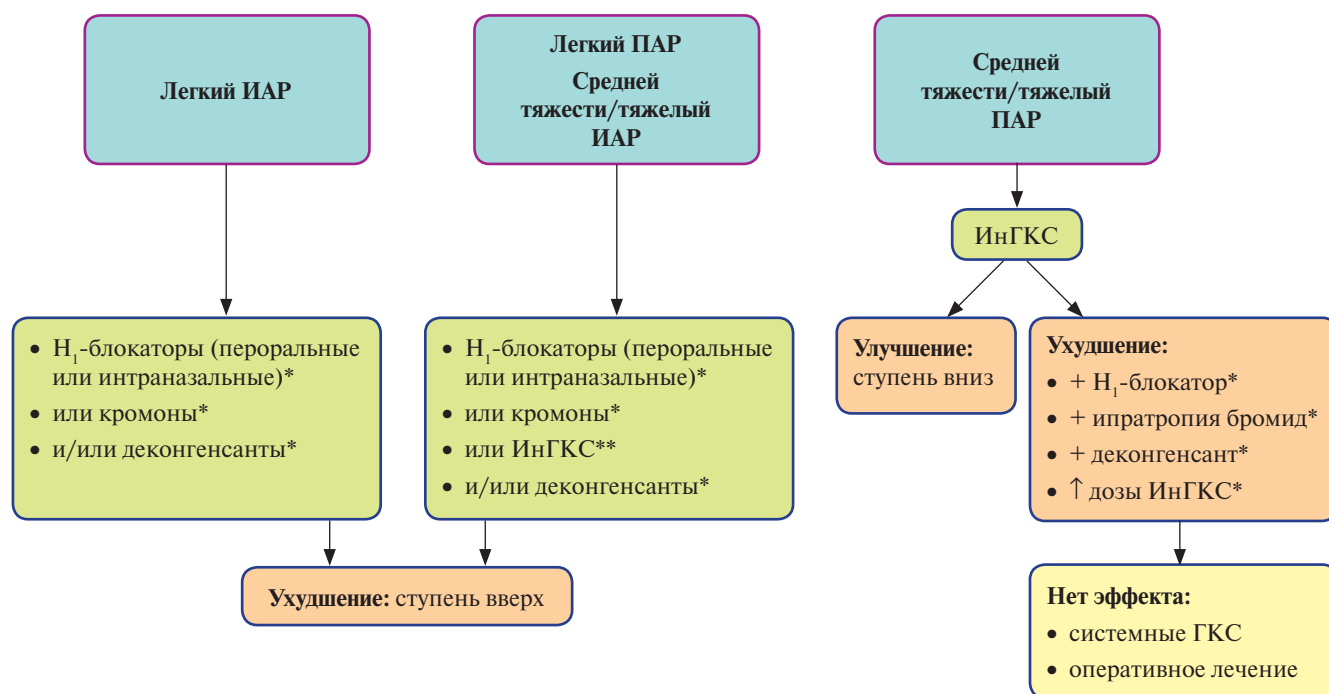 Легкий ИАР
Легкий ПАР
Средней
тяжести/тяжелый
ИАР
Средней
тяжести/тяжелый
ПАР
ИнГКС
• H₁-блокаторы (пероральные
или интраназальные)*
• или кромоны*
• и/или деконгенсанты*
• H₁-блокаторы (пероральные
или интраназальные)*
• или кромоны*
• или ИнГКС**
• и/или деконгенсанты*
Улучшение:
ступень вниз
Ухудшение:
• + H₁-блокатор*
• + ипратропия бромид*
• + деконгенсант*
• ↑ дозы ИнГКС*
Ухудшение: ступень вверх
Нет эффекта:
• системные ГКС
• оперативное лечение